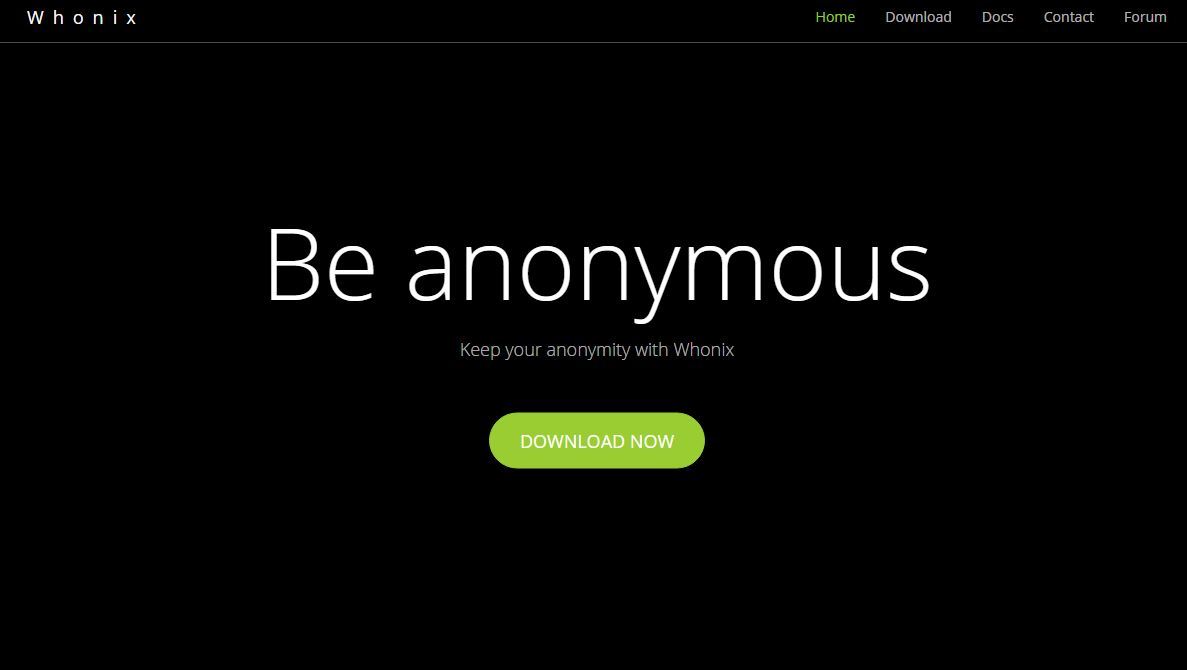 Whonix
Home Download Docs Contact Forum
Be anonymous
Keep your anonymity with Whonix
DOWNLOAD NOW